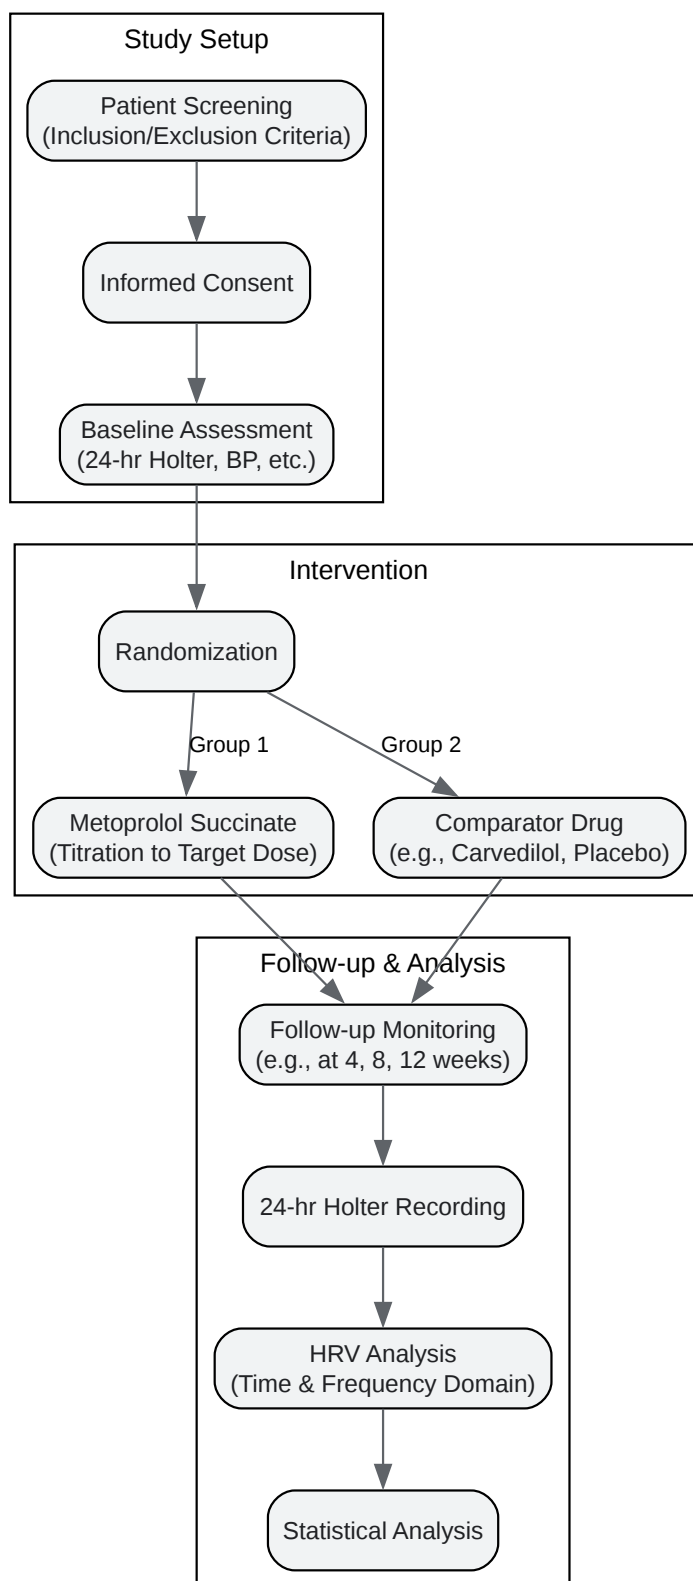 Study Setup
Patient Screening
(Inclusion/Exclusion Criteria)
Informed Consent
Baseline Assessment
(24-hr Holter, BP, etc.)
Intervention
Randomization
Group 1
Group 2
Metoprolol Succinate
(Titration to Target Dose)
Comparator Drug
(e.g., Carvedilol, Placebo)
Follow-up & Analysis
Follow-up Monitoring
(e.g., at 4, 8, 12 weeks)
24-hr Holter Recording
HRV Analysis
(Time & Frequency Domain)
Statistical Analysis